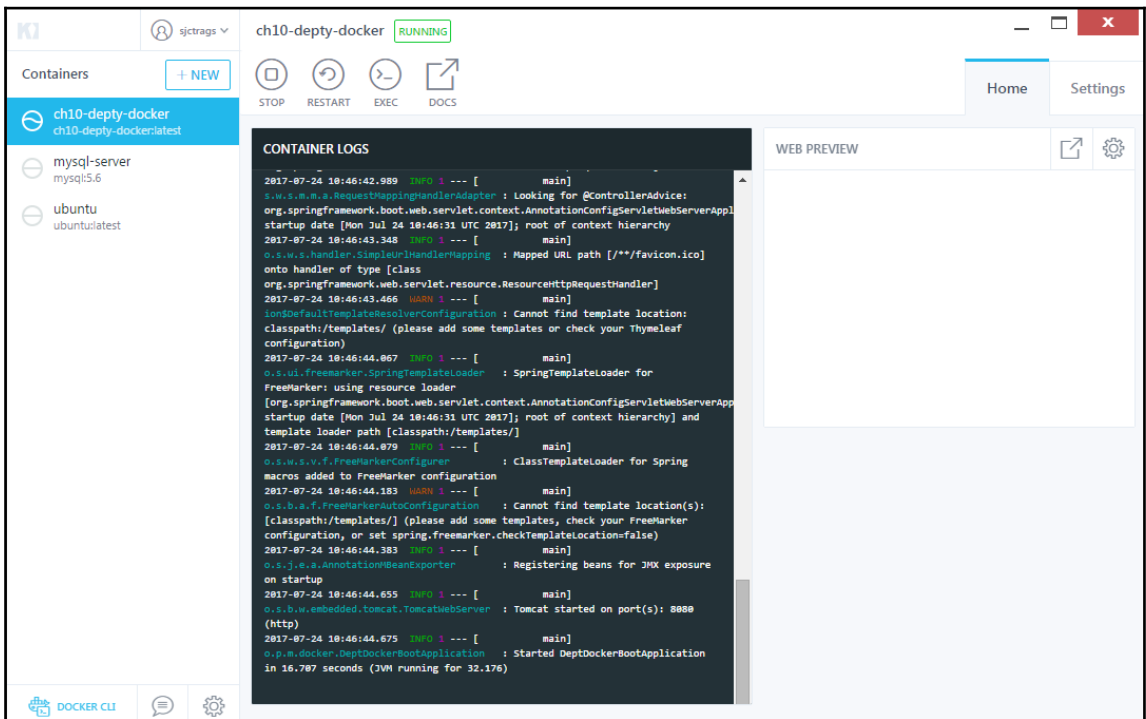 sjctrags
ch10-depty-docker RUNNING
Containers
+ NEW
STOP RESTART EXEC DOCS
Home Settings
ch10-depty-docker
ch10-depty-docker:latest
mysql-server
mysql:5.6
ubuntu
ubuntu:latest
CONTAINER LOGS
WEB PREVIEW
2017-07-24 10:46:42.989 INFO 1 --- [ main]
s.w.s.m.m.a.RequestMappingHandlerAdapter : Looking for @ControllerAdvice:
org.springframework.boot.web.servlet.context.AnnotationConfigServletWebServerAppl
startup date [Mon Jul 24 10:46:31 UTC 2017]; root of context hierarchy
2017-07-24 10:46:43.348 INFO 1 --- [ main]
o.s.w.s.handler.SimpleUrlHandlerMapping : Mapped URL path [/**/favicon.ico]
onto handler of type [class
org.springframework.web.servlet.resource.ResourceHttpRequestHandler]
2017-07-24 10:46:43.466 WARN 1 --- [ main]
ion$DefaultTemplateResolverConfiguration : Cannot find template location:
classpath:/templates/ (please add some templates or check your Thymeleaf
configuration)
2017-07-24 10:46:44.067 INFO 1 --- [ main]
o.s.ui.freemarker.SpringTemplateLoader : SpringTemplateLoader for
FreeMarker: using resource loader
[org.springframework.boot.web.servlet.context.AnnotationConfigServletWebServerApp
startup date [Mon Jul 24 10:46:31 UTC 2017]; root of context hierarchy] and
template loader path [classpath:/templates/]
2017-07-24 10:46:44.079 INFO 1 --- [ main]
o.s.w.s.v.f.FreeMarkerConfigurer : ClassTemplateLoader for Spring
macros added to FreeMarker configuration
2017-07-24 10:46:44.183 WARN 1 --- [ main]
o.s.b.a.f.FreeMarkerAutoConfiguration : Cannot find template location(s):
[classpath:/templates/] (please add some templates, check your FreeMarker
configuration, or set spring.freemarker.checkTemplateLocation=false)
2017-07-24 10:46:44.383 INFO 1 --- [ main]
o.s.j.e.a.AnnotationMBeanExporter : Registering beans for JMX exposure
on startup
2017-07-24 10:46:44.655 INFO 1 --- [ main]
o.s.b.w.embedded.tomcat.TomcatWebServer : Tomcat started on port(s): 8080
(http)
2017-07-24 10:46:44.675 INFO 1 --- [ main]
o.p.m.docker.DeptDockerBootApplication : Started DeptDockerBootApplication
in 16.707 seconds (JVM running for 32.176)
DOCKER CLI